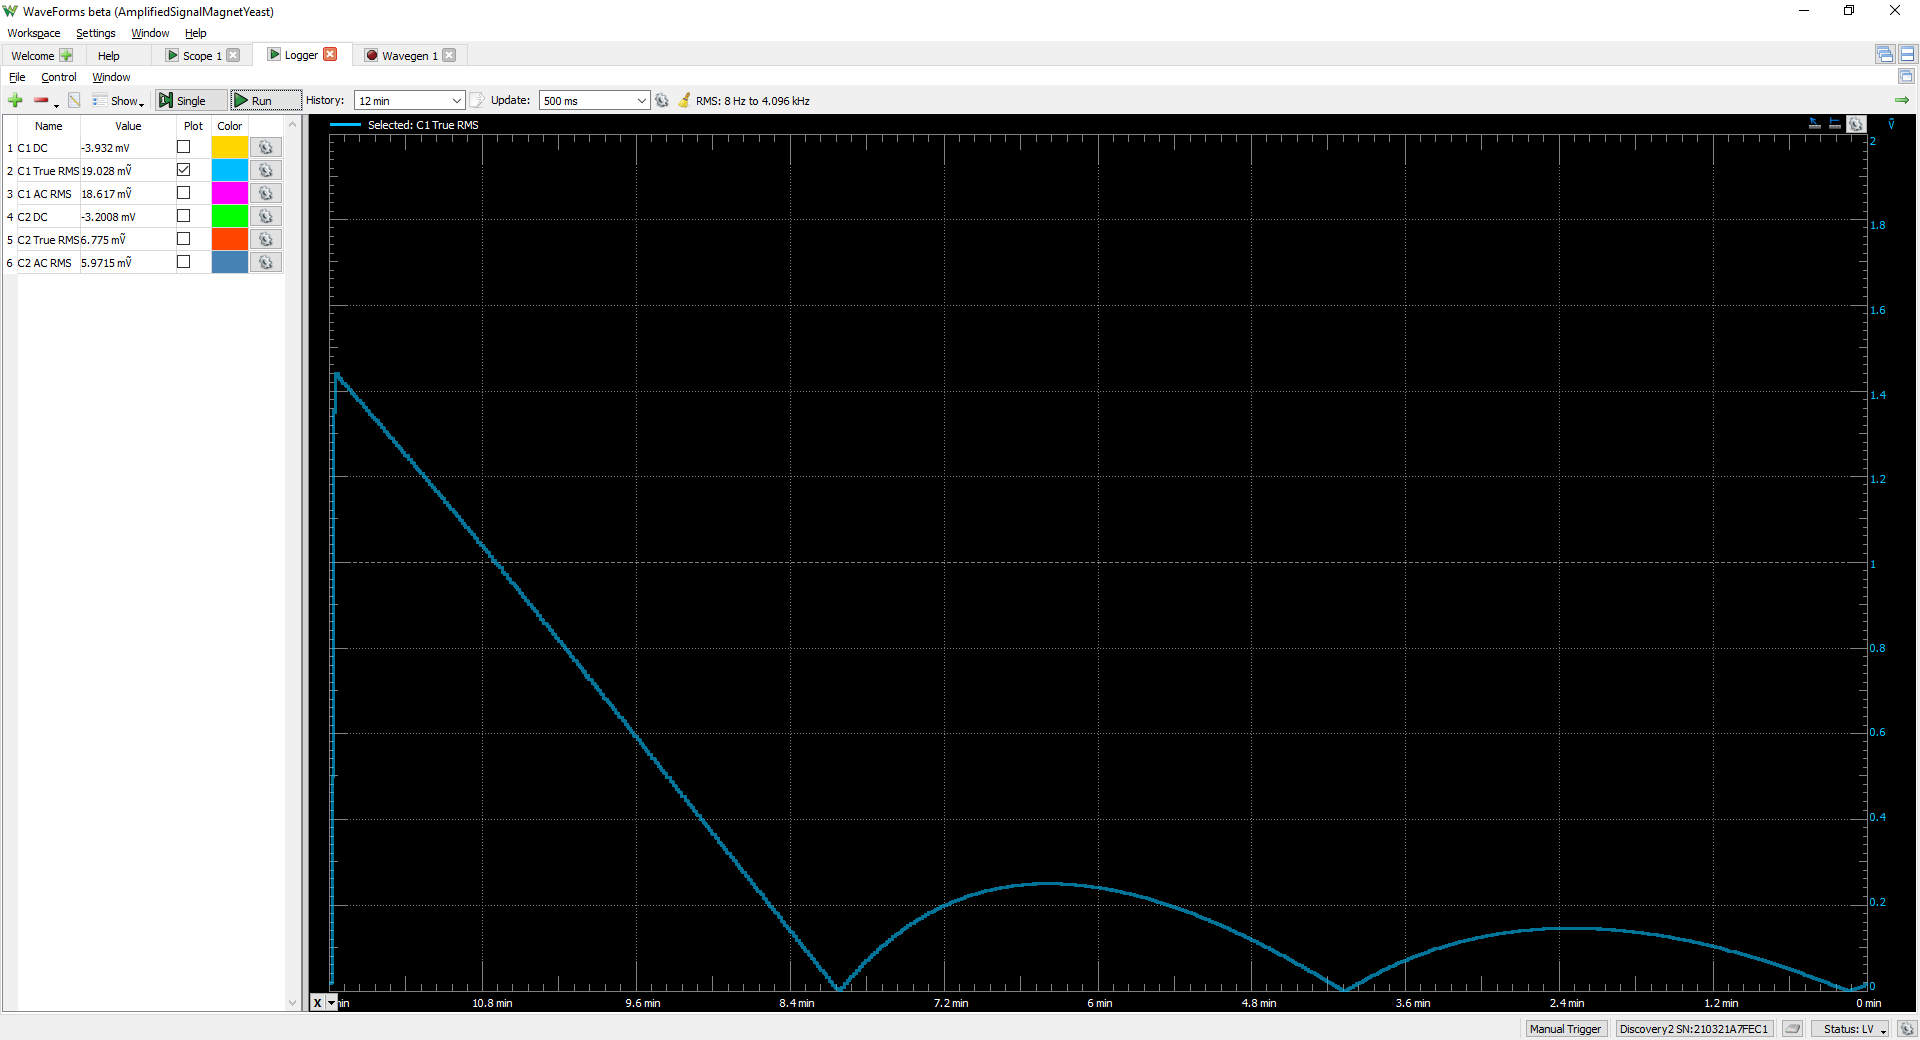 WaveForms beta (AmplifiedSignalMagnetYeast)
Workspace Settings Window Help
Welcome Help Scope 1 Logger Wavegen 1
File Control Window
Show Single Run History: 12 min Update: 500 ms RMS: 8 Hz to 4.096 kHz
Name Value Plot Color
1 C1 DC -3.932 mV
2 C1 True RMS 19.028 mṼ
3 C1 AC RMS 18.617 mṼ
4 C2 DC -3.2008 mV
5 C2 True RMS 6.775 mṼ
6 C2 AC RMS 5.9715 mṼ
Selected: C1 True RMS
Ṽ
2
1.8
1.6
1.4
1.2
1
0.8
0.6
0.4
0.2
0
X min 10.8 min 9.6 min 8.4 min 7.2 min 6 min 4.8 min 3.6 min 2.4 min 1.2 min 0 min
Manual Trigger Discovery2 SN:210321A7FEC1 Status: LV